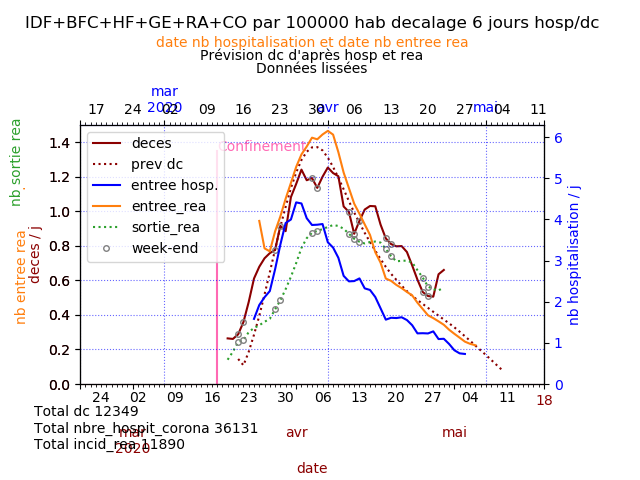 IDF+BFC+HF+GE+RA+CO par 100000 hab decalage 6 jours hosp/dc
date nb hospitalisation et date nb entree rea
Prévision dc d'après hosp et rea
Données lissées
mar
2020
avr
mai
17 24 02 09 16 23 30 06 13 20 27 04 11
Confinement
deces
prev dc
entree hosp.
entree_rea
sortie_rea
week-end
nb sortie rea
nb entree rea
deces / j
1.4
1.2
1.0
0.8
0.6
0.4
0.2
0.0
nb hospitalisation / j
6
5
4
3
2
1
0
24 02 09 16 23 30 06 13 20 27 04 11 18
Total dc 12349
Total nbre_hospit_corona 36131
Total incid_rea 11890
mar
2020
avr
mai
date